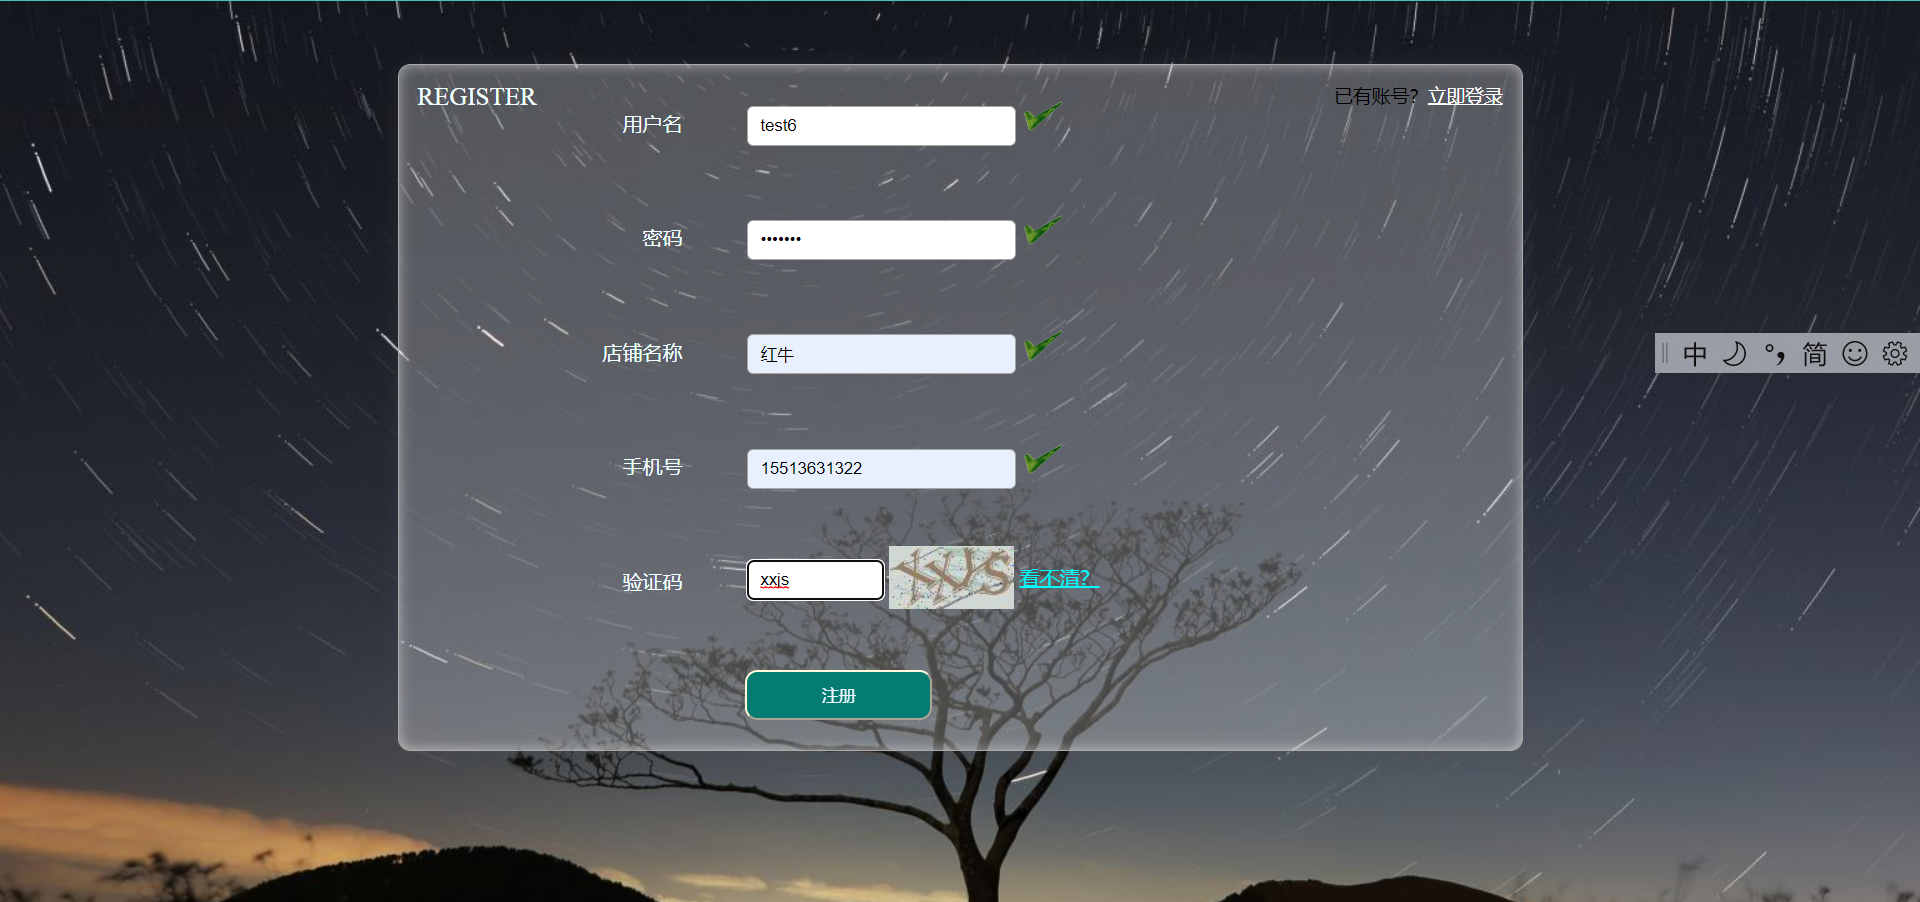 REGISTER
已有账号? 立即登录
用户名
test6
密码
•••••••
店铺名称
红牛
手机号
15513631322
验证码
xxjs
XXJS
看不清?
注册
中
简